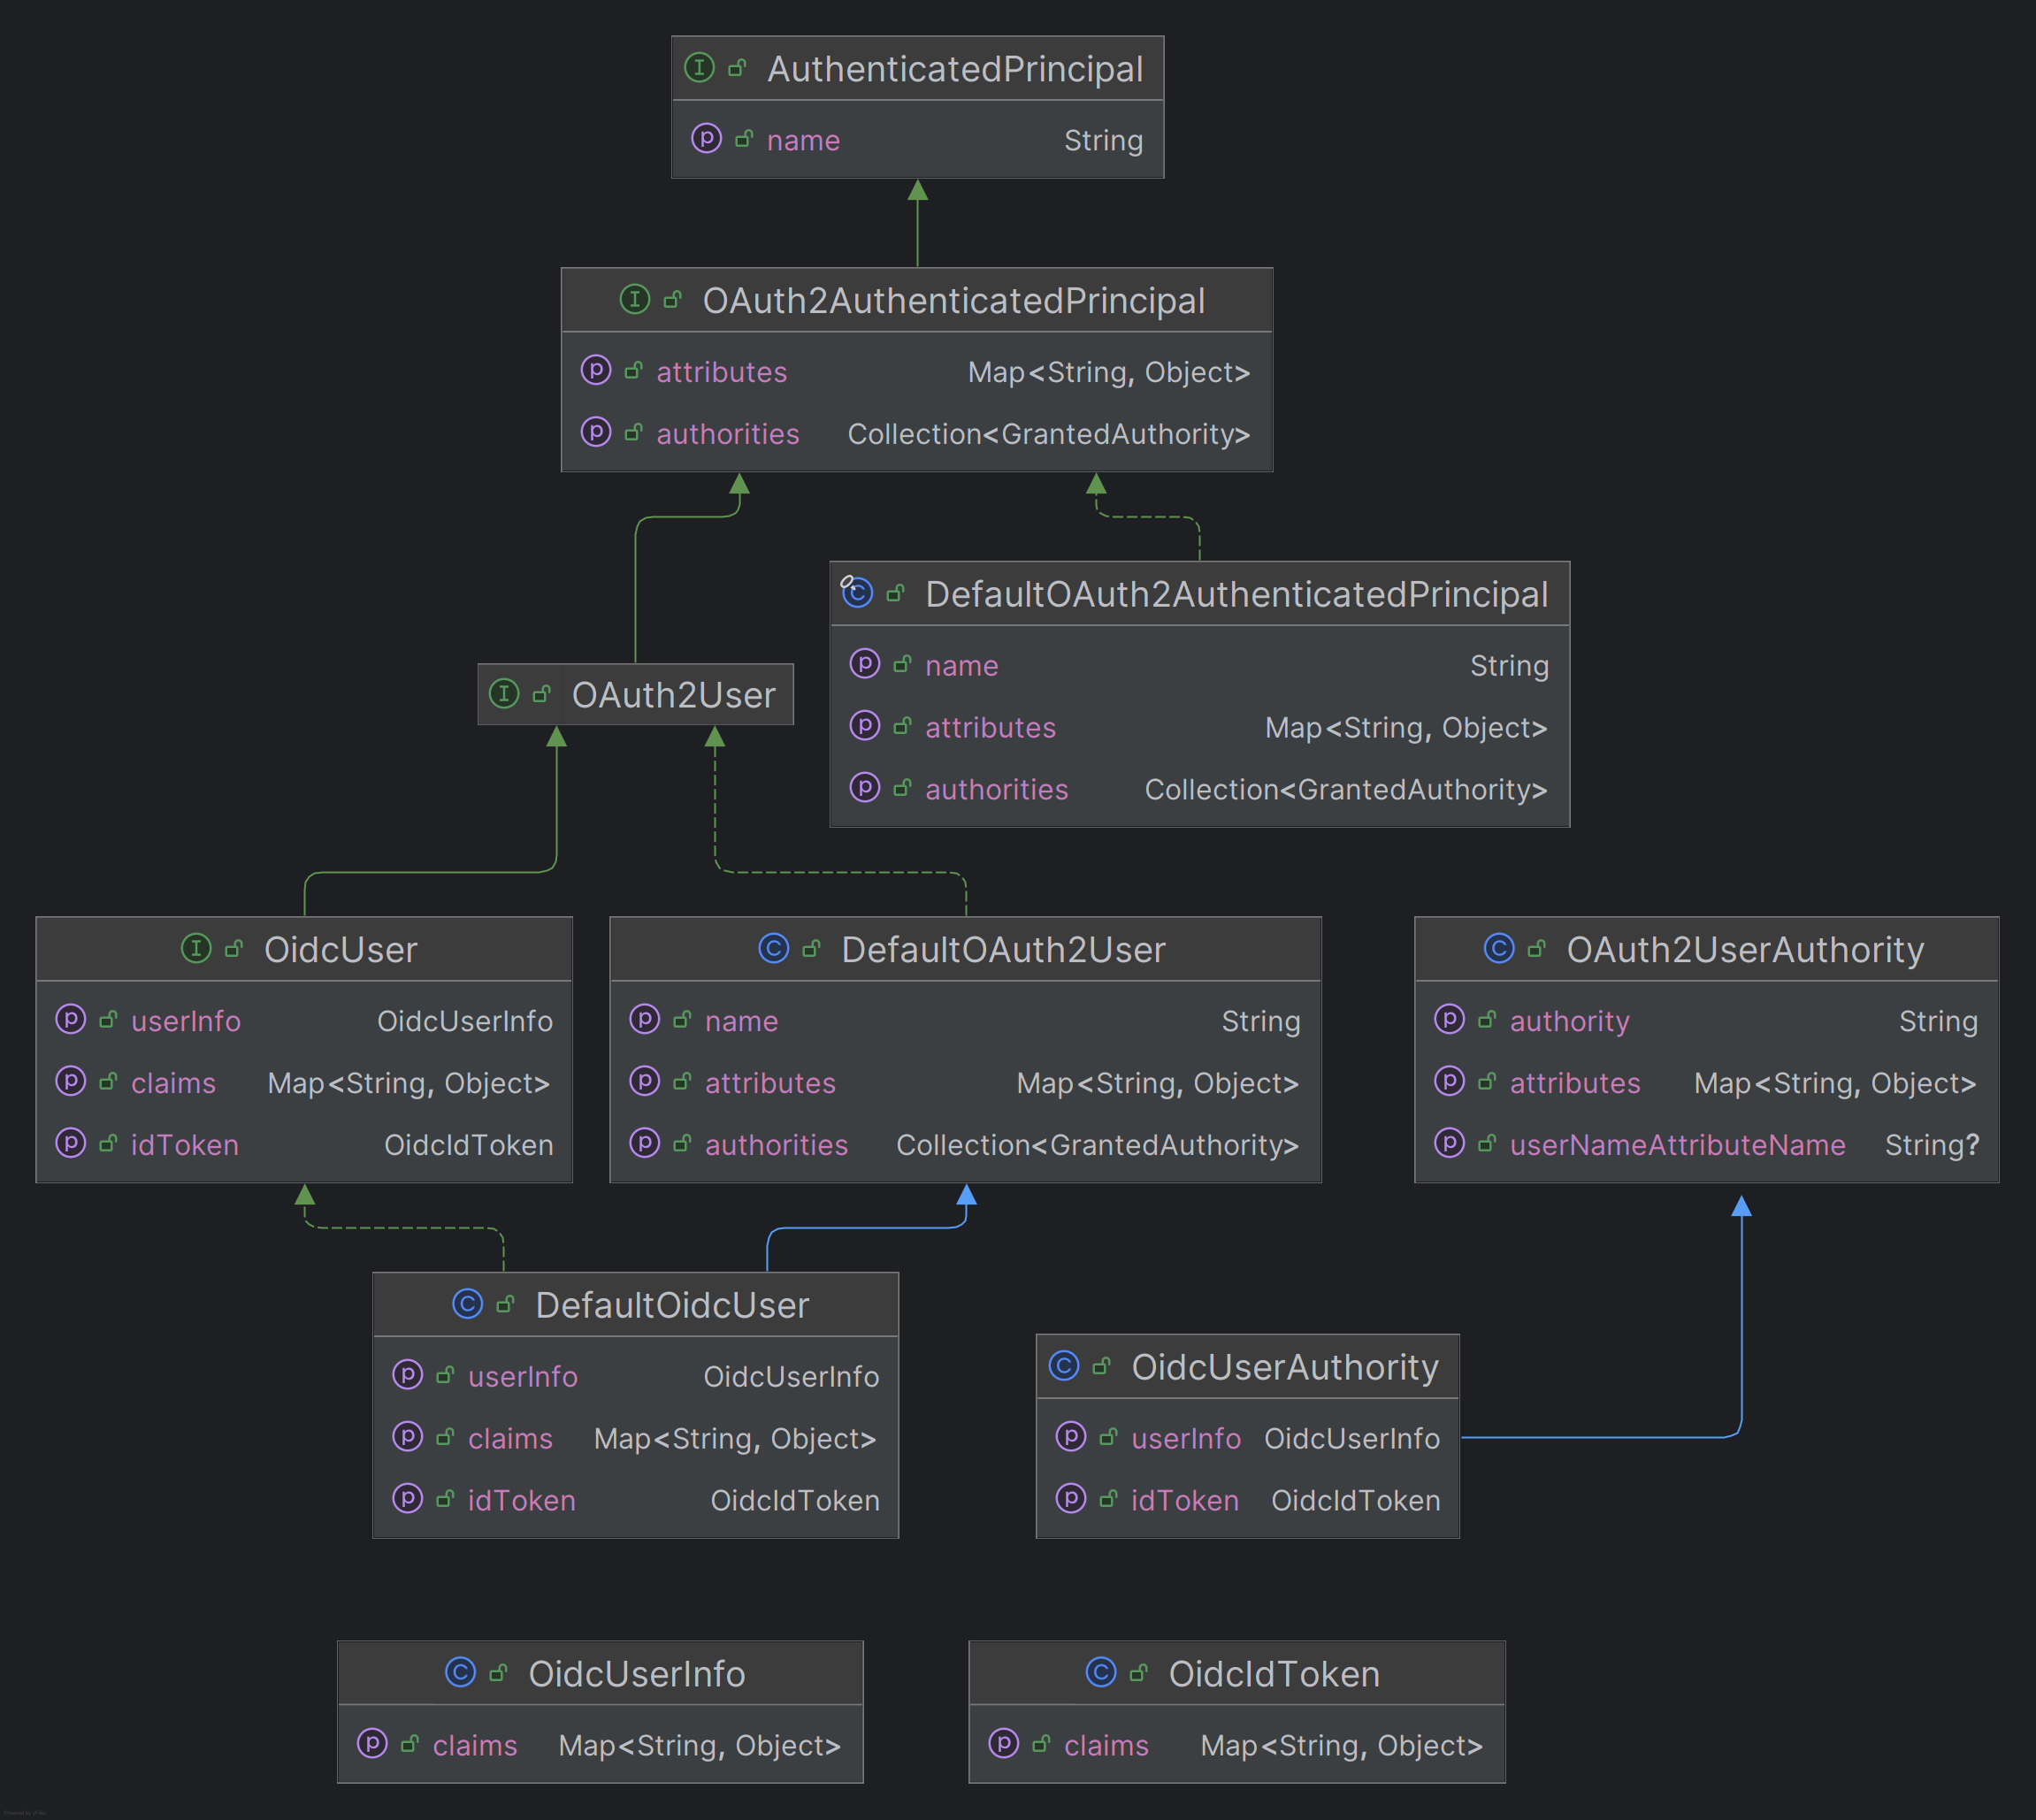 AuthenticatedPrincipal
name String
OAuth2AuthenticatedPrincipal
attributes Map<String, Object>
authorities Collection<GrantedAuthority>
DefaultOAuth2AuthenticatedPrincipal
name String
attributes Map<String, Object>
authorities Collection<GrantedAuthority>
OAuth2User
OidcUser
userInfo OidcUserInfo
claims Map<String, Object>
idToken OidcIdToken
DefaultOAuth2User
name String
attributes Map<String, Object>
authorities Collection<GrantedAuthority>
OAuth2UserAuthority
authority String
attributes Map<String, Object>
userNameAttributeName String?
DefaultOidcUser
userInfo OidcUserInfo
claims Map<String, Object>
idToken OidcIdToken
OidcUserAuthority
userInfo OidcUserInfo
idToken OidcIdToken
OidcUserInfo
claims Map<String, Object>
OidcIdToken
claims Map<String, Object>